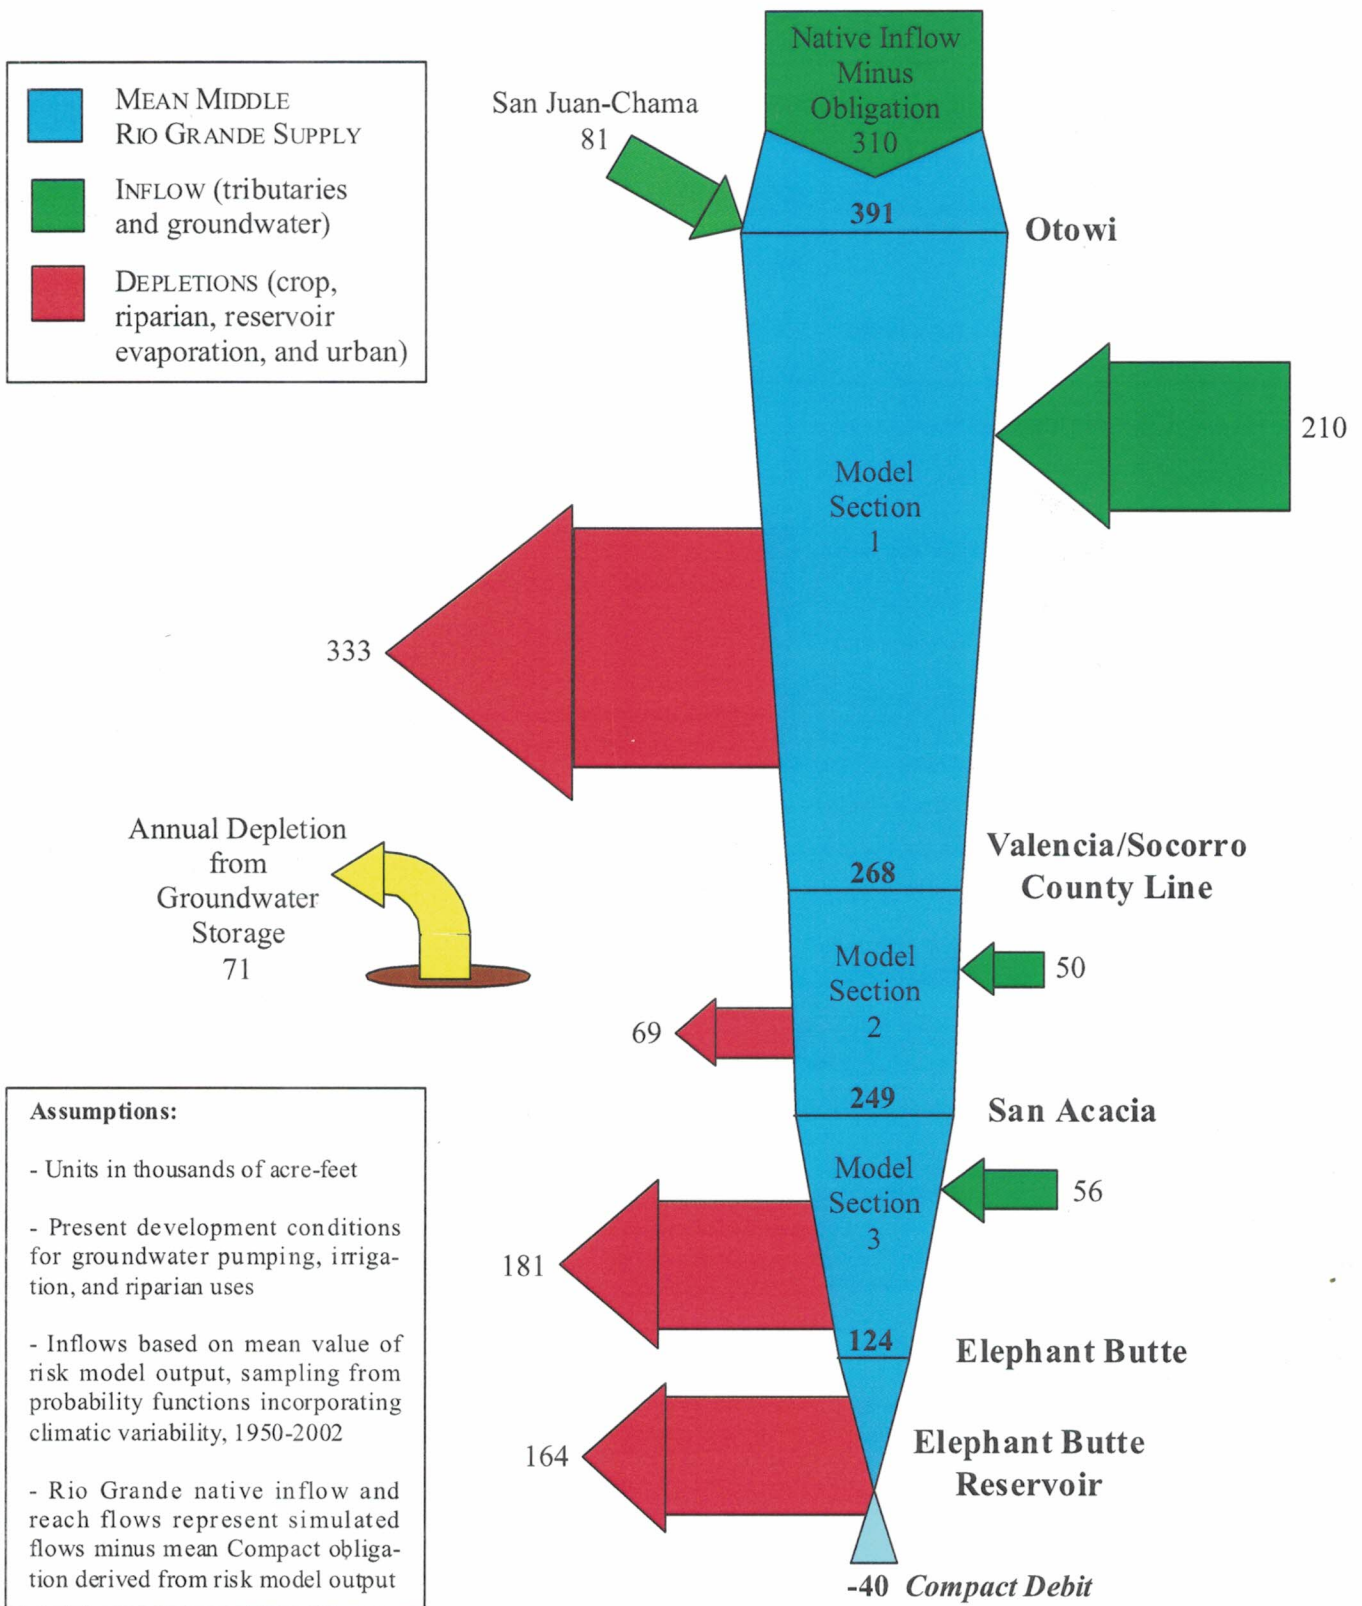 MEAN MIDDLE
RIO GRANDE SUPPLY
INFLOW (tributaries
and groundwater)
DEPLETIONS (crop,
riparian, reservoir
evaporation, and urban)
Native Inflow
Minus
Obligation
310
San Juan-Chama
81
391
Otowi
210
Model
Section
1
333
Annual Depletion
from
Groundwater
Storage
71
268
Valencia/Socorro
County Line
50
Model
Section
2
69
249
San Acacia
56
Model
Section
3
181
124
Elephant Butte
164
Elephant Butte
Reservoir
-40 Compact Debit
Assumptions:
- Units in thousands of acre-feet
- Present development conditions
for groundwater pumping, irriga-
tion, and riparian uses
- Inflows based on mean value of
risk model output, sampling from
probability functions incorporating
climatic variability, 1950-2002
- Rio Grande native inflow and
reach flows represent simulated
flows minus mean Compact obliga-
tion derived from risk model output